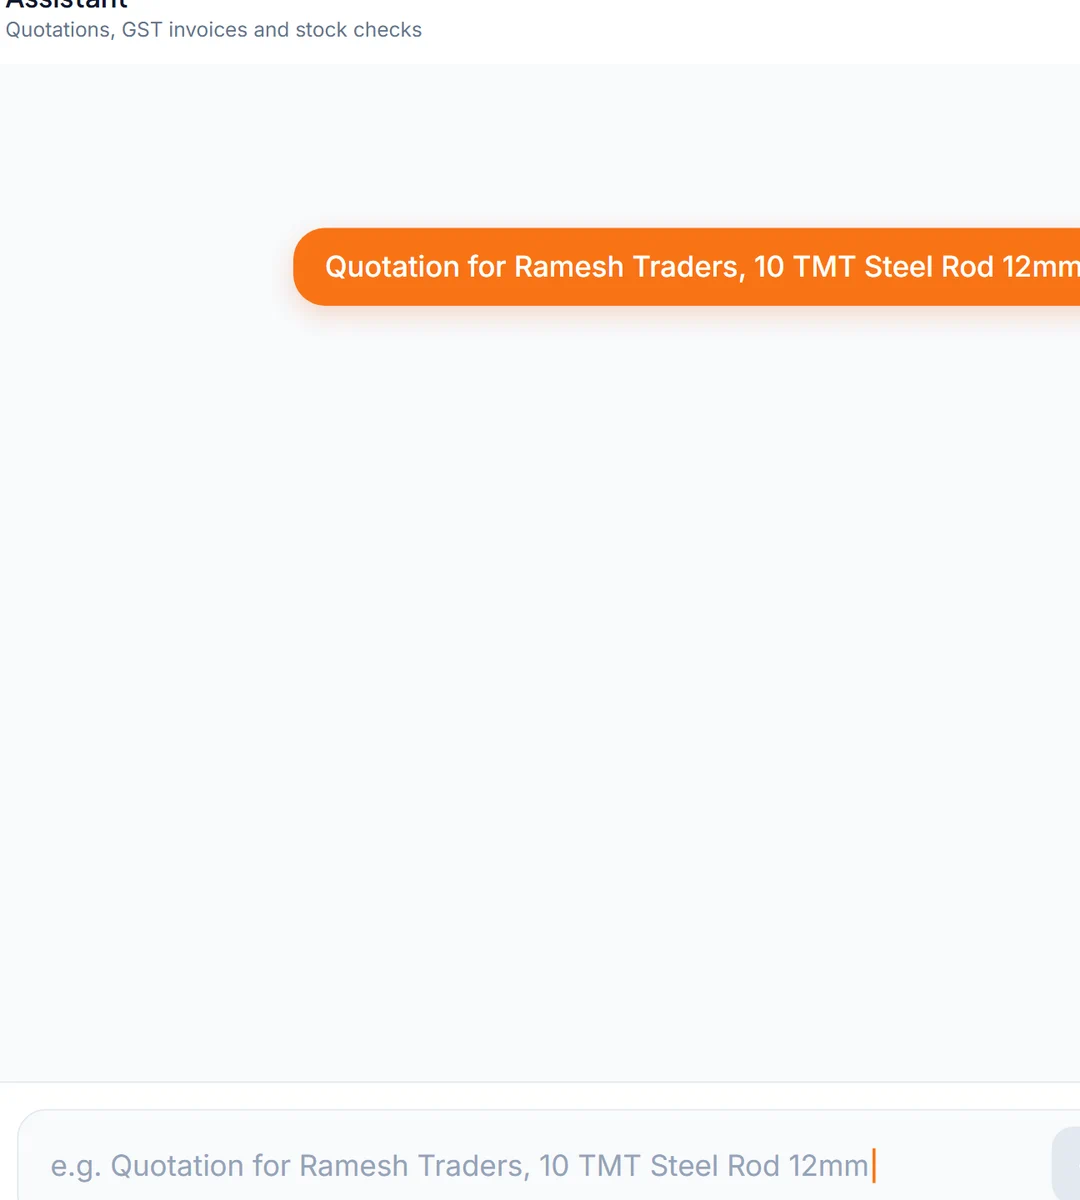 Assistant
Quotations, GST invoices and stock checks
Quotation for Ramesh Traders, 10 TMT Steel Rod 12mm
e.g. Quotation for Ramesh Traders, 10 TMT Steel Rod 12mm